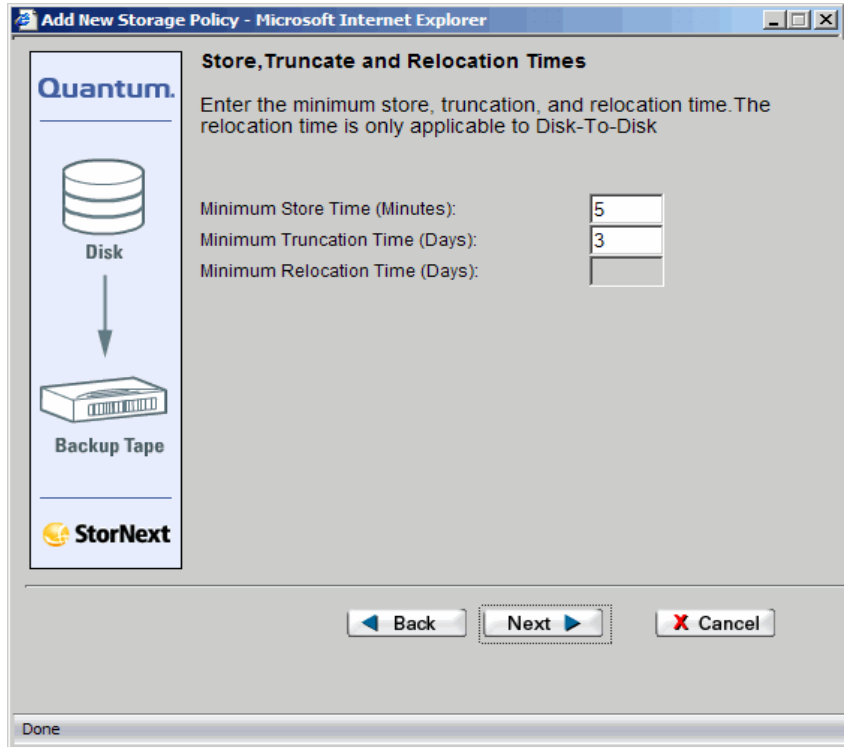 Add New Storage Policy - Microsoft Internet Explorer
Quantum.
Disk
Backup Tape
StorNext
Store,Truncate and Relocation Times
Enter the minimum store, truncation, and relocation time.The
relocation time is only applicable to Disk-To-Disk
Minimum Store Time (Minutes): 5
Minimum Truncation Time (Days): 3
Minimum Relocation Time (Days):
Back Next X Cancel
Done